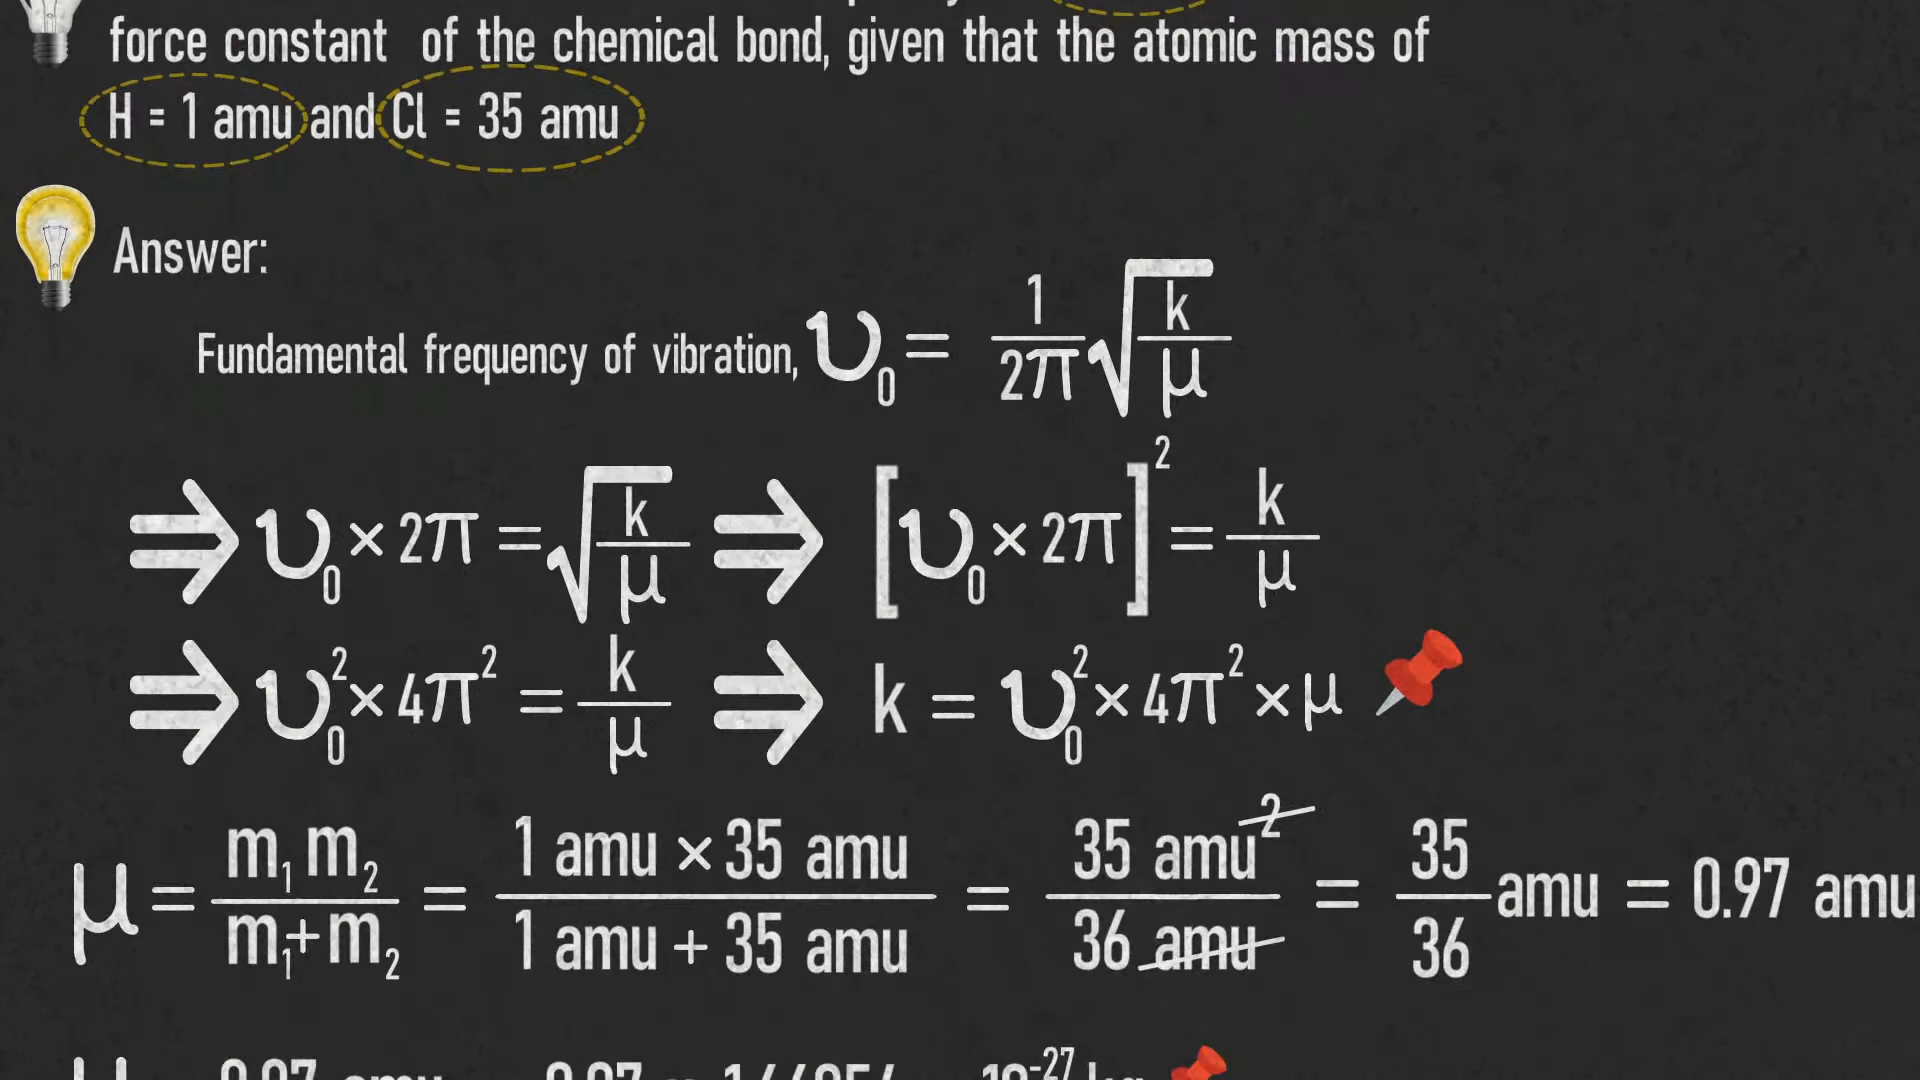 force constant of the chemical bond, given that the atomic mass of
H = 1 amu and Cl = 35 amu
Answer:
Fundamental frequency of vibration, υ₀ = 1/2π √(k/μ)
⇒ υ₀ × 2π = √(k/μ) ⇒ [υ₀ × 2π]² = k/μ
⇒ υ₀² × 4π² = k/μ ⇒ k = υ₀² × 4π² × μ
μ = m₁ m₂ / m₁+m₂ = 1 amu × 35 amu / 1 amu + 35 amu = 35 amu² / 36 amu = 35/36 amu = 0.97 amu